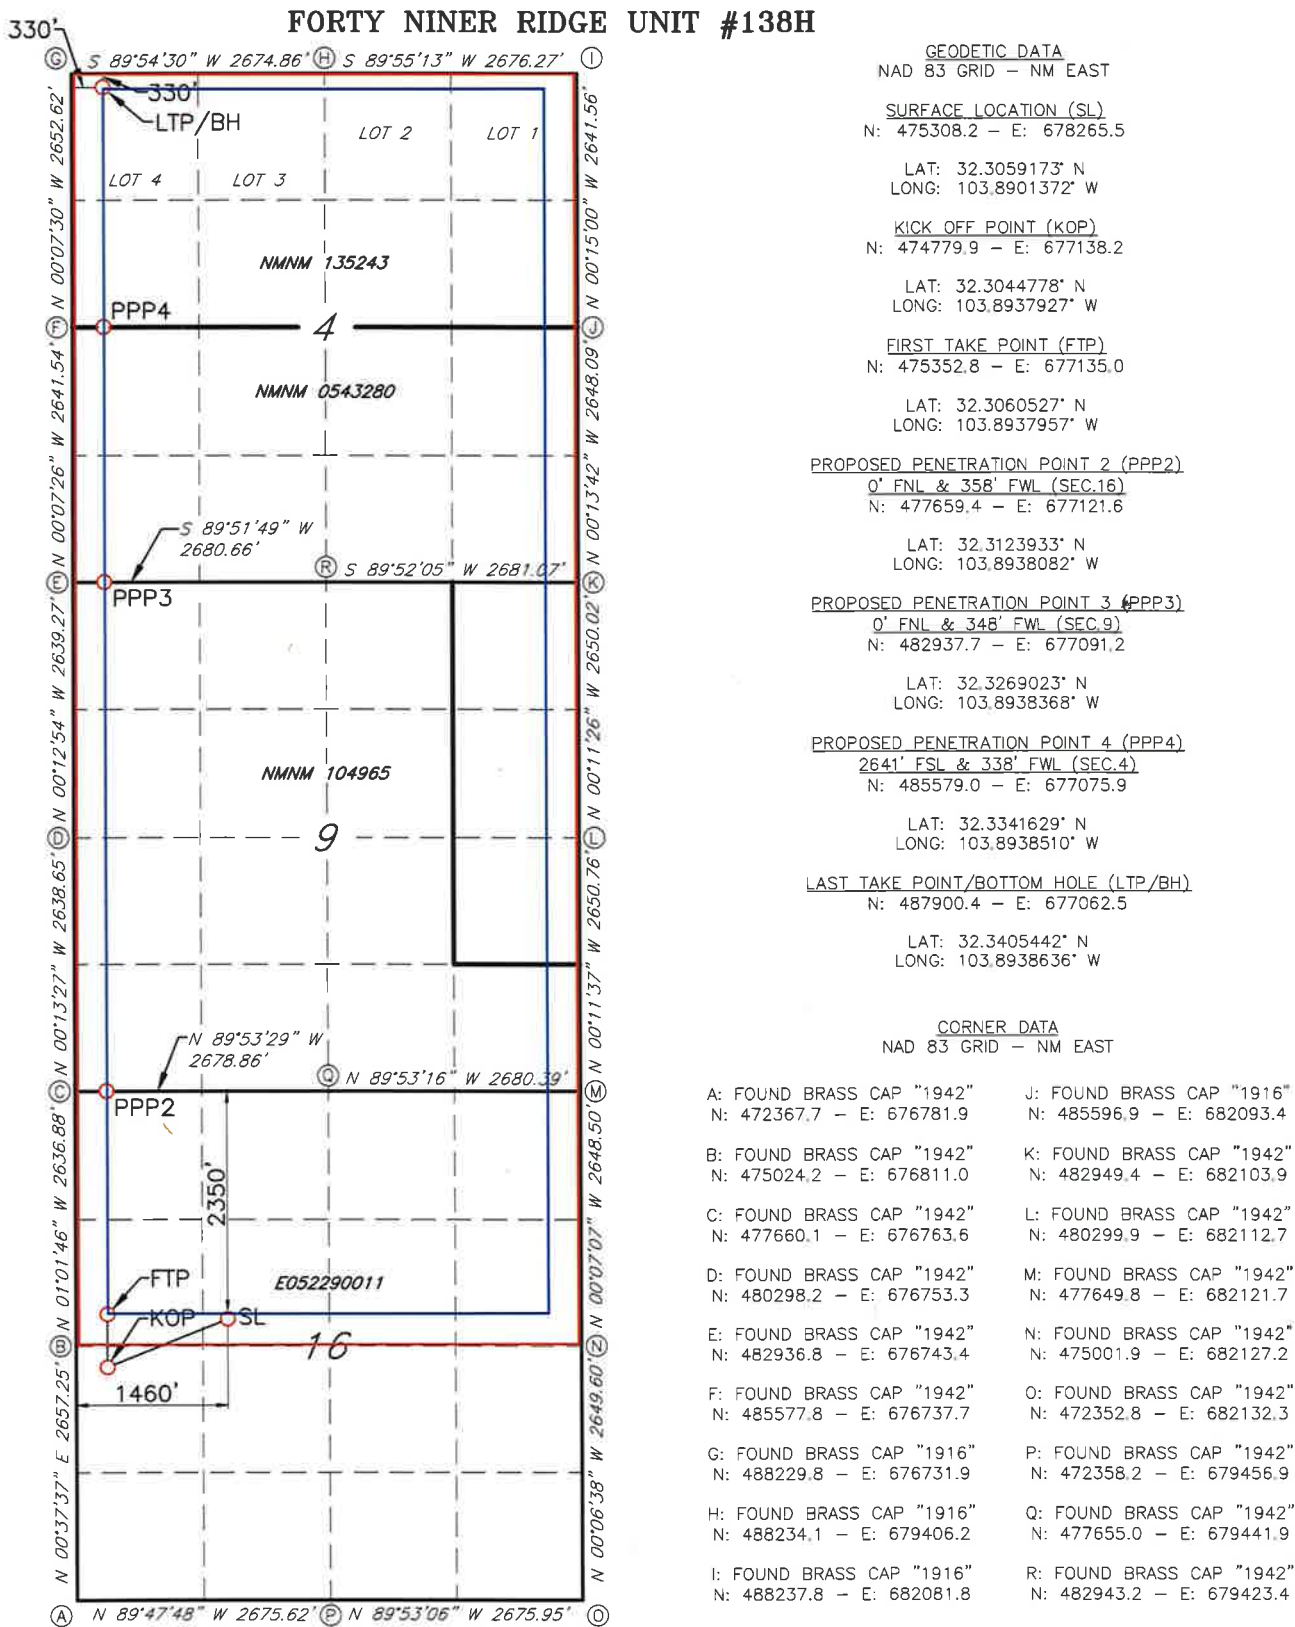 FORTY NINER RIDGE UNIT #138H
330'
G S 89°54'30" W 2674.86' H S 89°55'13" W 2676.27' I
330'
LTP/BH
LOT 2 LOT 1
LOT 4 LOT 3
N 00°07'30" W 2652.62'
N 00°15'00" W 2641.56'
NMNM 135243
PPP4
F 4 J
NMNM 0543280
N 00°07'26" W 2641.54'
N 00°13'42" W 2648.09'
S 89°51'49" W
2680.66'
R S 89°52'05" W 2681.07'
E K
PPP3
N 00°12'54" W 2639.27'
N 00°11'26" W 2650.02'
NMNM 104965
D 9 L
N 00°13'27" W 2638.65'
N 00°11'37" W 2650.76'
N 89°53'29" W
2678.86'
Q N 89°53'16" W 2680.39'
C M
PPP2
2350'
N 01°01'46" W 2636.88'
N 00°07'07" W 2648.50'
FTP E052290011
KOP SL
B 16 N
1460'
N 00°37'37" E 2657.25'
N 00°06'38" W 2649.60'
A N 89°47'48" W 2675.62' P N 89°53'06" W 2675.95' O
GEODETIC DATA
NAD 83 GRID – NM EAST
SURFACE LOCATION (SL)
N: 475308.2 – E: 678265.5
LAT: 32.3059173° N
LONG: 103.8901372° W
KICK OFF POINT (KOP)
N: 474779.9 – E: 677138.2
LAT: 32.3044778° N
LONG: 103.8937927° W
FIRST TAKE POINT (FTP)
N: 475352.8 – E: 677135.0
LAT: 32.3060527° N
LONG: 103.8937957° W
PROPOSED PENETRATION POINT 2 (PPP2)
0' FNL & 358' FWL (SEC.16)
N: 477659.4 – E: 677121.6
LAT: 32.3123933° N
LONG: 103.8938082° W
PROPOSED PENETRATION POINT 3 (PPP3)
0' FNL & 348' FWL (SEC.9)
N: 482937.7 – E: 677091.2
LAT: 32.3269023° N
LONG: 103.8938368° W
PROPOSED PENETRATION POINT 4 (PPP4)
2641' FSL & 338' FWL (SEC.4)
N: 485579.0 – E: 677075.9
LAT: 32.3341629° N
LONG: 103.8938510° W
LAST TAKE POINT/BOTTOM HOLE (LTP/BH)
N: 487900.4 – E: 677062.5
LAT: 32.3405442° N
LONG: 103.8938636° W
CORNER DATA
NAD 83 GRID – NM EAST
A: FOUND BRASS CAP "1942"
N: 472367.7 – E: 676781.9
B: FOUND BRASS CAP "1942"
N: 475024.2 – E: 676811.0
C: FOUND BRASS CAP "1942"
N: 477660.1 – E: 676763.6
D: FOUND BRASS CAP "1942"
N: 480298.2 – E: 676753.3
E: FOUND BRASS CAP "1942"
N: 482936.8 – E: 676743.4
F: FOUND BRASS CAP "1942"
N: 485577.8 – E: 676737.7
G: FOUND BRASS CAP "1916"
N: 488229.8 – E: 676731.9
H: FOUND BRASS CAP "1916"
N: 488234.1 – E: 679406.2
I: FOUND BRASS CAP "1916"
N: 488237.8 – E: 682081.8
J: FOUND BRASS CAP "1916"
N: 485596.9 – E: 682093.4
K: FOUND BRASS CAP "1942"
N: 482949.4 – E: 682103.9
L: FOUND BRASS CAP "1942"
N: 480299.9 – E: 682112.7
M: FOUND BRASS CAP "1942"
N: 477649.8 – E: 682121.7
N: FOUND BRASS CAP "1942"
N: 475001.9 – E: 682127.2
O: FOUND BRASS CAP "1942"
N: 472352.8 – E: 682132.3
P: FOUND BRASS CAP "1942"
N: 472358.2 – E: 679456.9
Q: FOUND BRASS CAP "1942"
N: 477655.0 – E: 679441.9
R: FOUND BRASS CAP "1942"
N: 482943.2 – E: 679423.4